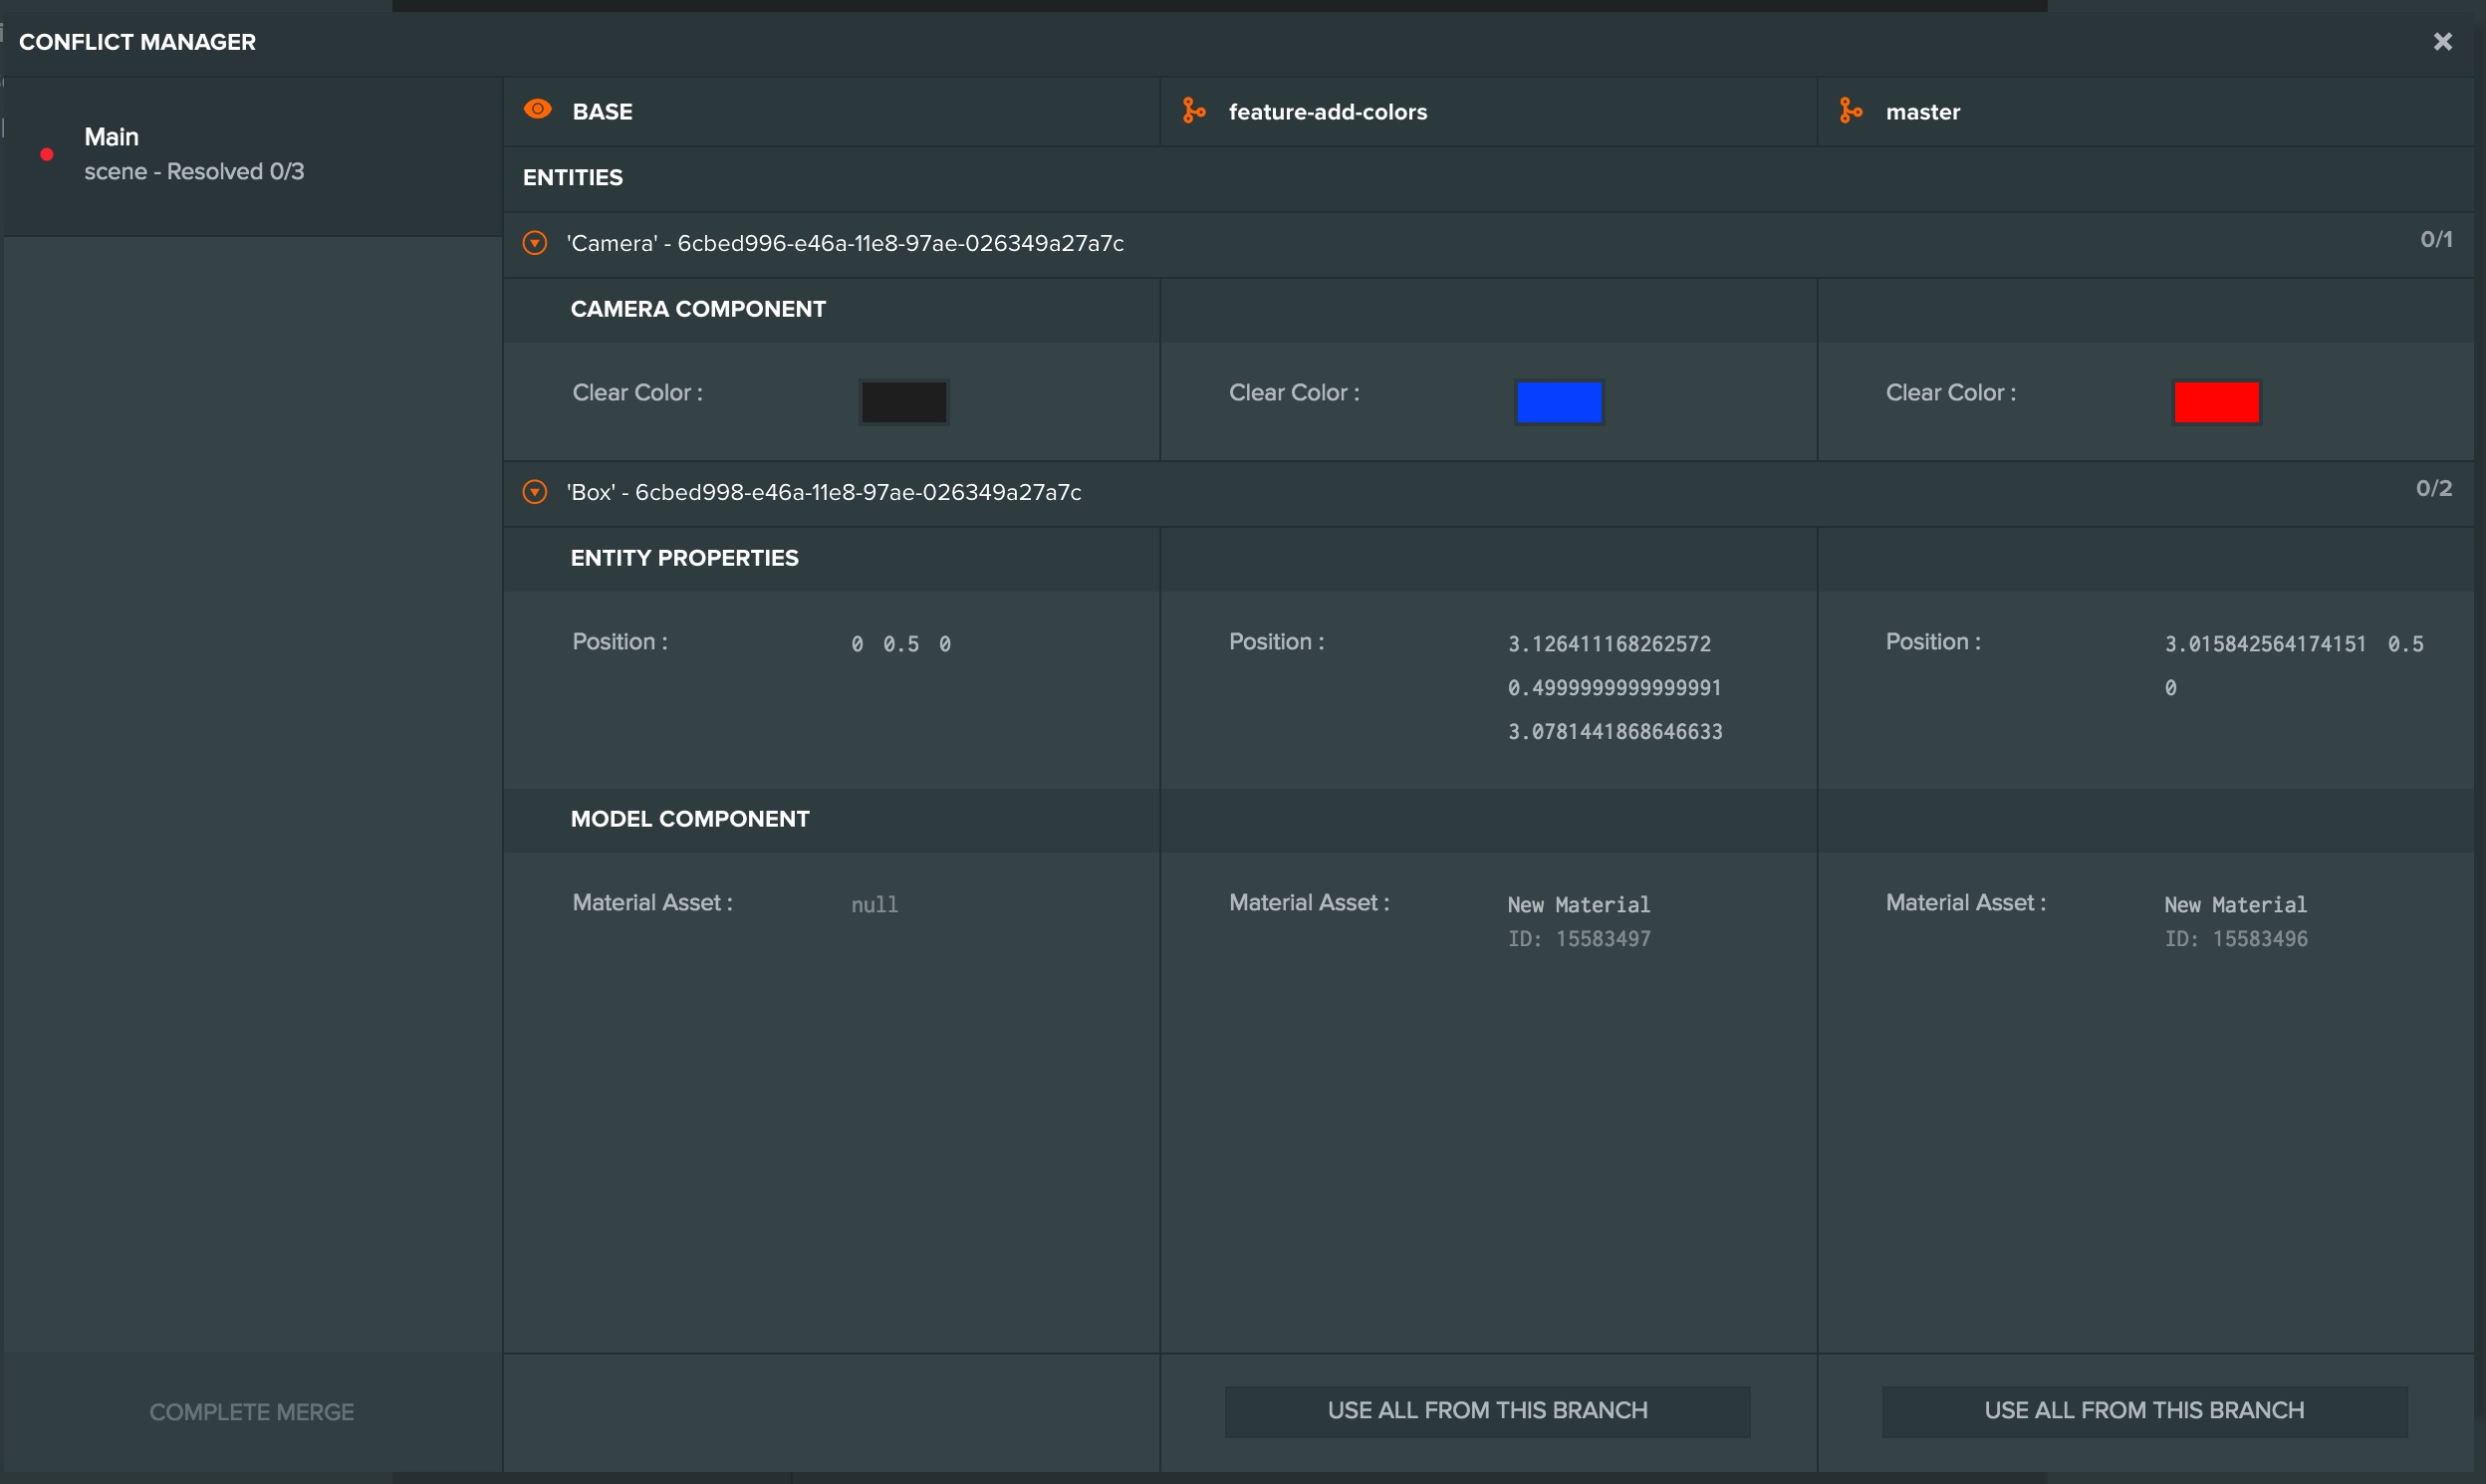 CONFLICT MANAGER
Main
scene - Resolved 0/3
BASE
feature-add-colors
master
ENTITIES
'Camera' - 6cbed996-e46a-11e8-97ae-026349a27a7c
0/1
CAMERA COMPONENT
Clear Color :
Clear Color :
Clear Color :
'Box' - 6cbed998-e46a-11e8-97ae-026349a27a7c
0/2
ENTITY PROPERTIES
Position :
0 0.5 0
Position :
3.126411168262572
0.4999999999999991
3.0781441868646633
Position :
3.015842564174151 0.5
0
MODEL COMPONENT
Material Asset :
null
Material Asset :
New Material
ID: 15583497
Material Asset :
New Material
ID: 15583496
COMPLETE MERGE
USE ALL FROM THIS BRANCH
USE ALL FROM THIS BRANCH